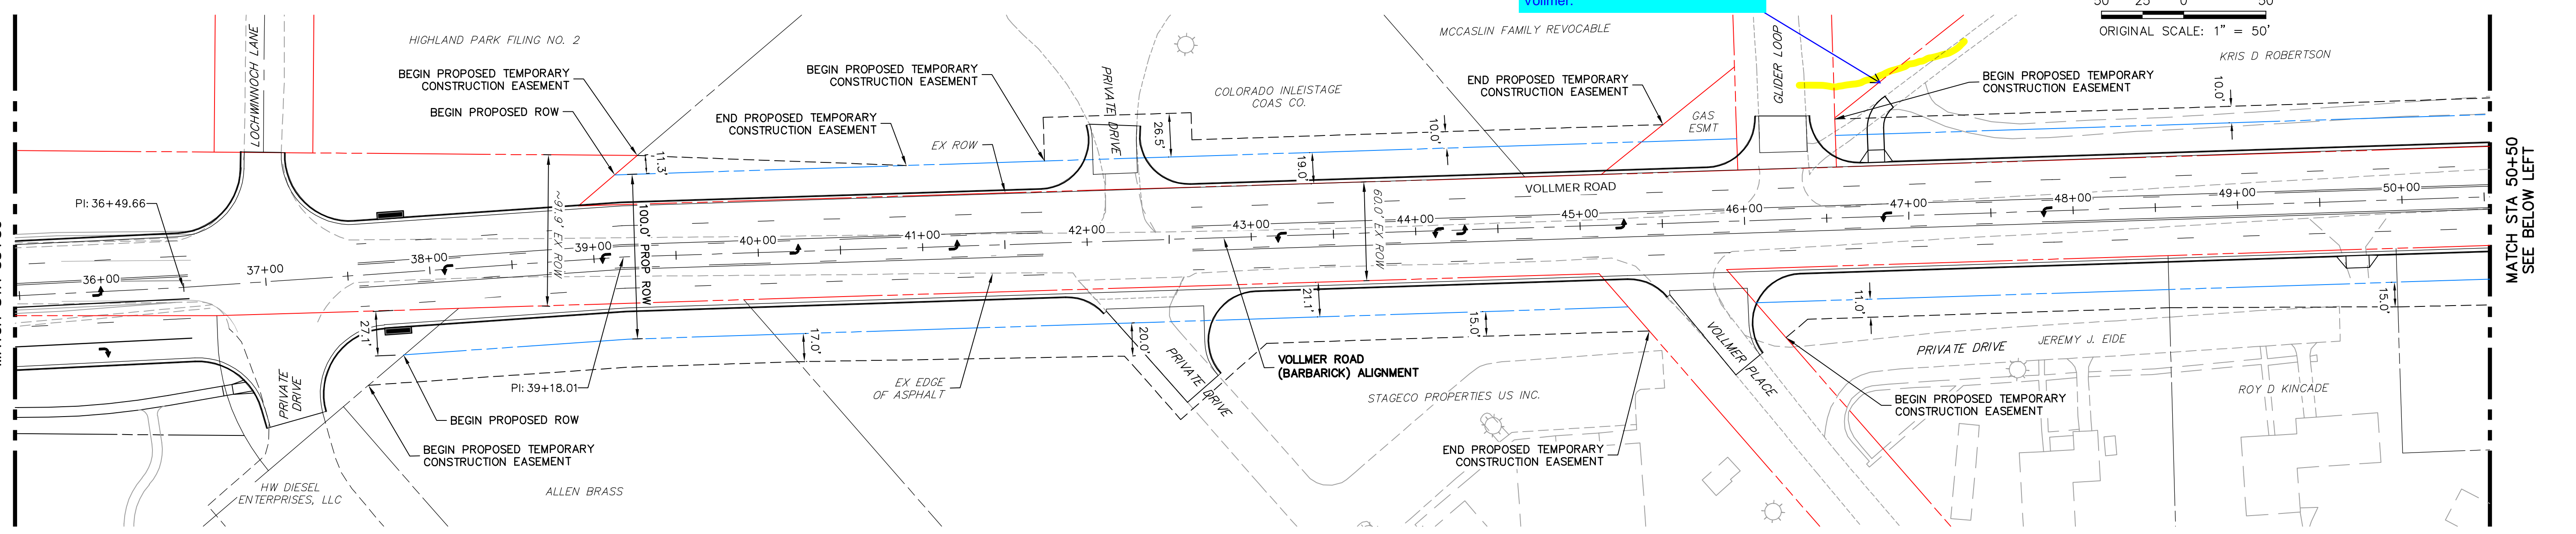 Vollmer.
50 25 0 50
ORIGINAL SCALE: 1" = 50'
LOCHWINNOCH LANE
HIGHLAND PARK FILING NO. 2
BEGIN PROPOSED TEMPORARY
CONSTRUCTION EASEMENT
BEGIN PROPOSED ROW
END PROPOSED TEMPORARY
CONSTRUCTION EASEMENT
BEGIN PROPOSED TEMPORARY
CONSTRUCTION EASEMENT
EX ROW
PRIVATE DRIVE
26.5'
COLORADO INLEISTAGE
COAS CO.
MCCASLIN FAMILY REVOCABLE
END PROPOSED TEMPORARY
CONSTRUCTION EASEMENT
GAS
ESMT
GLIDER LOOP
BEGIN PROPOSED TEMPORARY
CONSTRUCTION EASEMENT
KRIS D ROBERTSON
10.0'
10.0'
19.0'
11.3'
VOLLMER ROAD
MATCH STA 50+50
SEE BELOW LEFT
PI: 36+49.66
~91.9' EX ROW
100.0' PROP ROW
60.0' EX ROW
36+00
37+00
38+00
39+00
40+00
41+00
42+00
43+00
44+00
45+00
46+00
47+00
48+00
49+00
50+00
27.1'
PRIVATE
DRIVE
PI: 39+18.01
17.0'
EX EDGE
OF ASPHALT
20.0'
PRIVATE DRIVE
21.1'
VOLLMER ROAD
(BARBARICK) ALIGNMENT
15.0'
STAGECO PROPERTIES US INC.
END PROPOSED TEMPORARY
CONSTRUCTION EASEMENT
VOLLMER PLACE
11.0'
PRIVATE DRIVE
JEREMY J. EIDE
BEGIN PROPOSED TEMPORARY
CONSTRUCTION EASEMENT
15.0'
ROY D KINCADE
BEGIN PROPOSED ROW
BEGIN PROPOSED TEMPORARY
CONSTRUCTION EASEMENT
HW DIESEL
ENTERPRISES, LLC
ALLEN BRASS